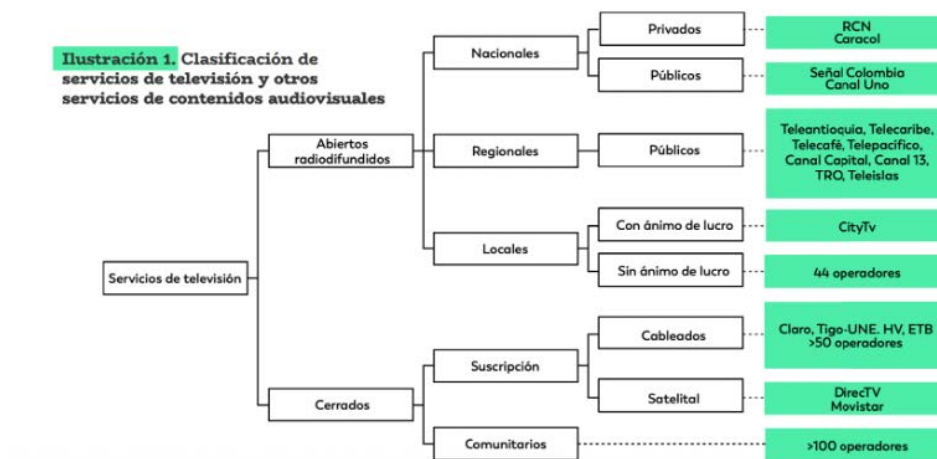 Ilustración 1. Clasificación de
servicios de televisión y otros
servicios de contenidos audiovisuales
Servicios de televisión
Abiertos
radiodifundidos
Nacionales
Privados
RCN
Caracol
Públicos
Señal Colombia
Canal Uno
Regionales
Públicos
Teleantioquia, Telecaribe,
Telecafé, Telepacífico,
Canal Capital, Canal 13,
TRO, Teleislas
Locales
Con ánimo de lucro
CityTv
Sin ánimo de lucro
44 operadores
Cerrados
Suscripción
Cableados
Claro, Tigo-UNE. HV, ETB
>50 operadores
Satelital
DirecTV
Movistar
Comunitarios
>100 operadores